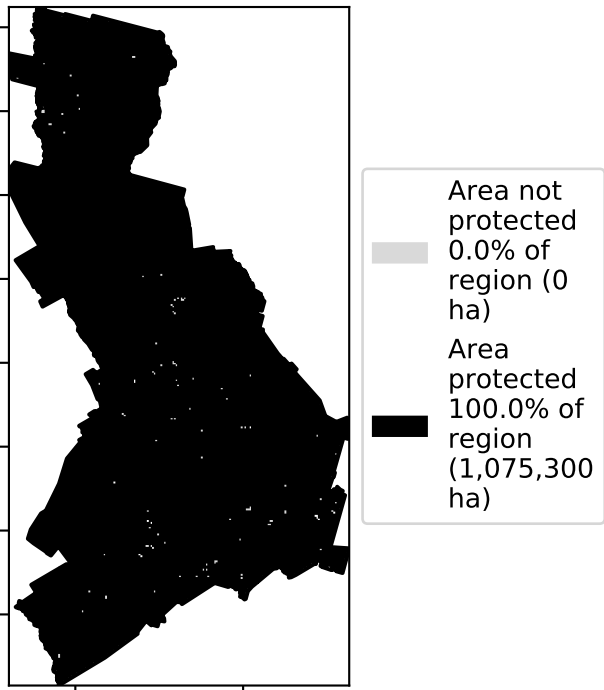 Area not
protected
0.0% of
region (0
ha)
Area
protected
100.0% of
region
(1,075,300
ha)